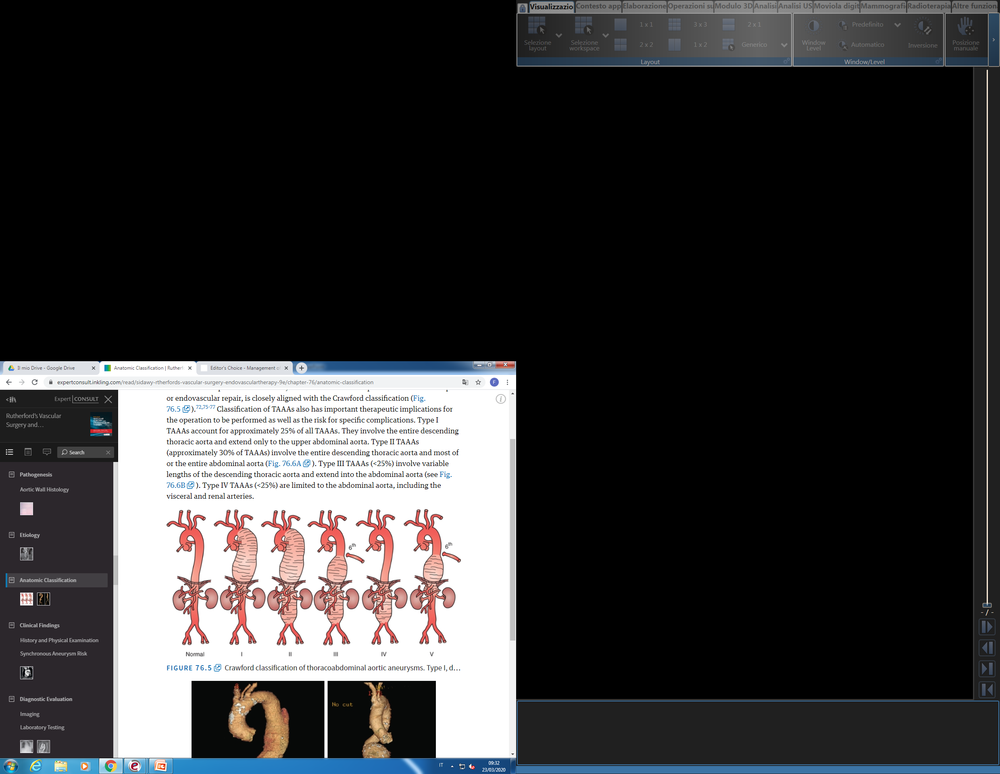 Visualizzazio Contesto app Elaborazione Operazioni su Modulo 3D Analisi Analisi US Moviola digit Mammografi Radioterapia Altre funzion
Selezione layout
Selezione workspace
1 x 1
3 x 3
2 x 1
2 x 2
1 x 2
Generico
Layout
Window Level
Predefinito
Automatico
Inversione
Window/Level
Posizione manuale
- / -
Il mio Drive - Google Drive
Anatomic Classification | Rutherf
Editor's Choice - Management of
expertconsult.inkling.com/read/sidawy-rtherfords-vascular-surgery-endovasculartherapy-9e/chapter-76/anatomic-classification
F
Expert CONSULT
Rutherford's Vascular
Surgery and...
Search
Pathogenesis
Aortic Wall Histology
Etiology
Anatomic Classification
Clinical Findings
History and Physical Examination
Synchronous Aneurysm Risk
Diagnostic Evaluation
Imaging
Laboratory Testing
or endovascular repair, is closely aligned with the Crawford classification (Fig.
76.5 ).72,75-77 Classification of TAAAs also has important therapeutic implications for
the operation to be performed as well as the risk for specific complications. Type I
TAAAs account for approximately 25% of all TAAAs. They involve the entire descending
thoracic aorta and extend only to the upper abdominal aorta. Type II TAAAs
(approximately 30% of TAAAs) involve the entire descending thoracic aorta and most of
or the entire abdominal aorta (Fig. 76.6A ). Type III TAAAs (<25%) involve variable
lengths of the descending thoracic aorta and extend into the abdominal aorta (see Fig.
76.6B ). Type IV TAAAs (<25%) are limited to the abdominal aorta, including the
visceral and renal arteries.
6th
6th
Normal I II III IV V
FIGURE 76.5 Crawford classification of thoracoabdominal aortic aneurysms. Type I, d...
No cut
IT
09:32
23/03/2020